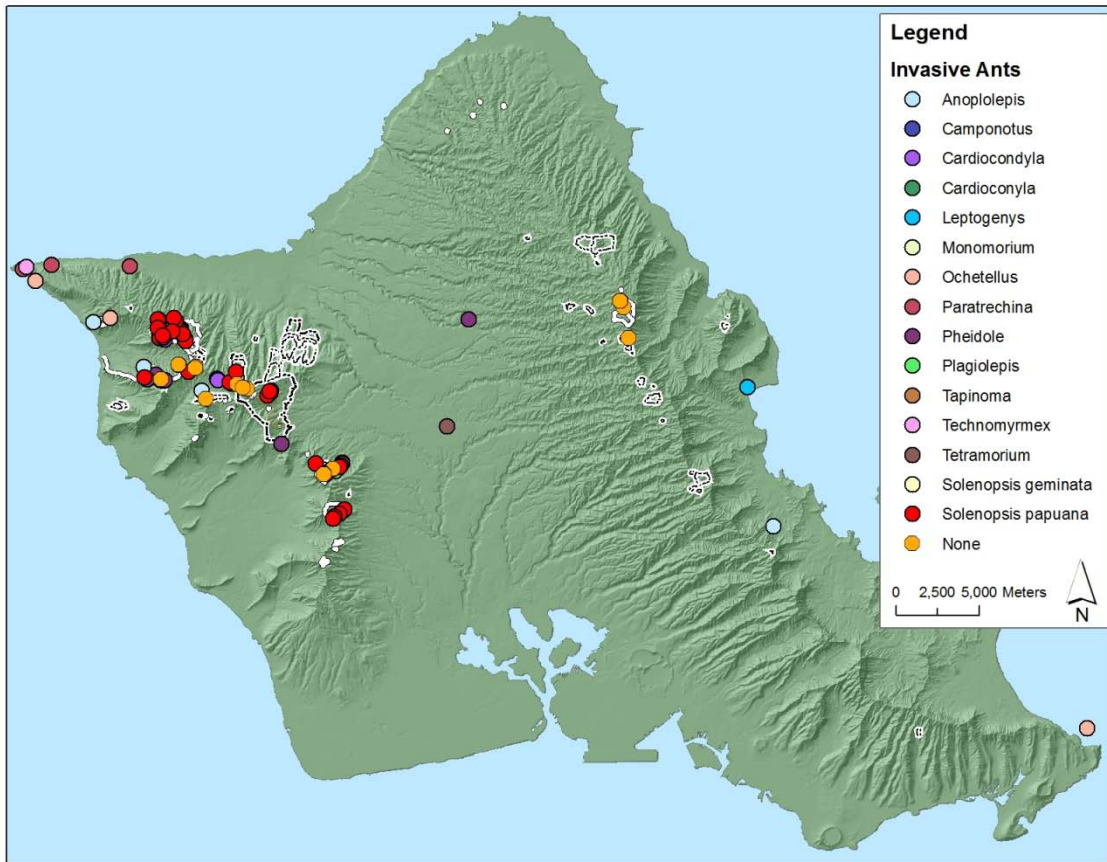 Legend
Invasive Ants
Anoplolepis
Camponotus
Cardiocondyla
Cardioconyla
Leptogenys
Monomorium
Ochetellus
Paratrechina
Pheidole
Plagiolepis
Tapinoma
Technomyrmex
Tetramorium
Solenopsis geminata
Solenopsis papuana
None
0 2,500 5,000 Meters
N